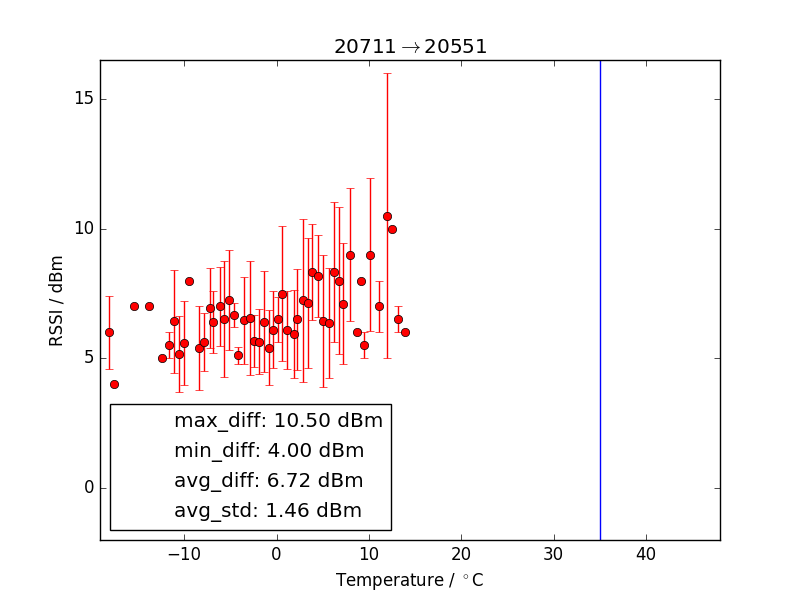 20711→20551
15
10
5
0
RSSI / dBm
max_diff: 10.50 dBm
min_diff: 4.00 dBm
avg_diff: 6.72 dBm
avg_std: 1.46 dBm
−10 0 10 20 30 40
Temperature / °C